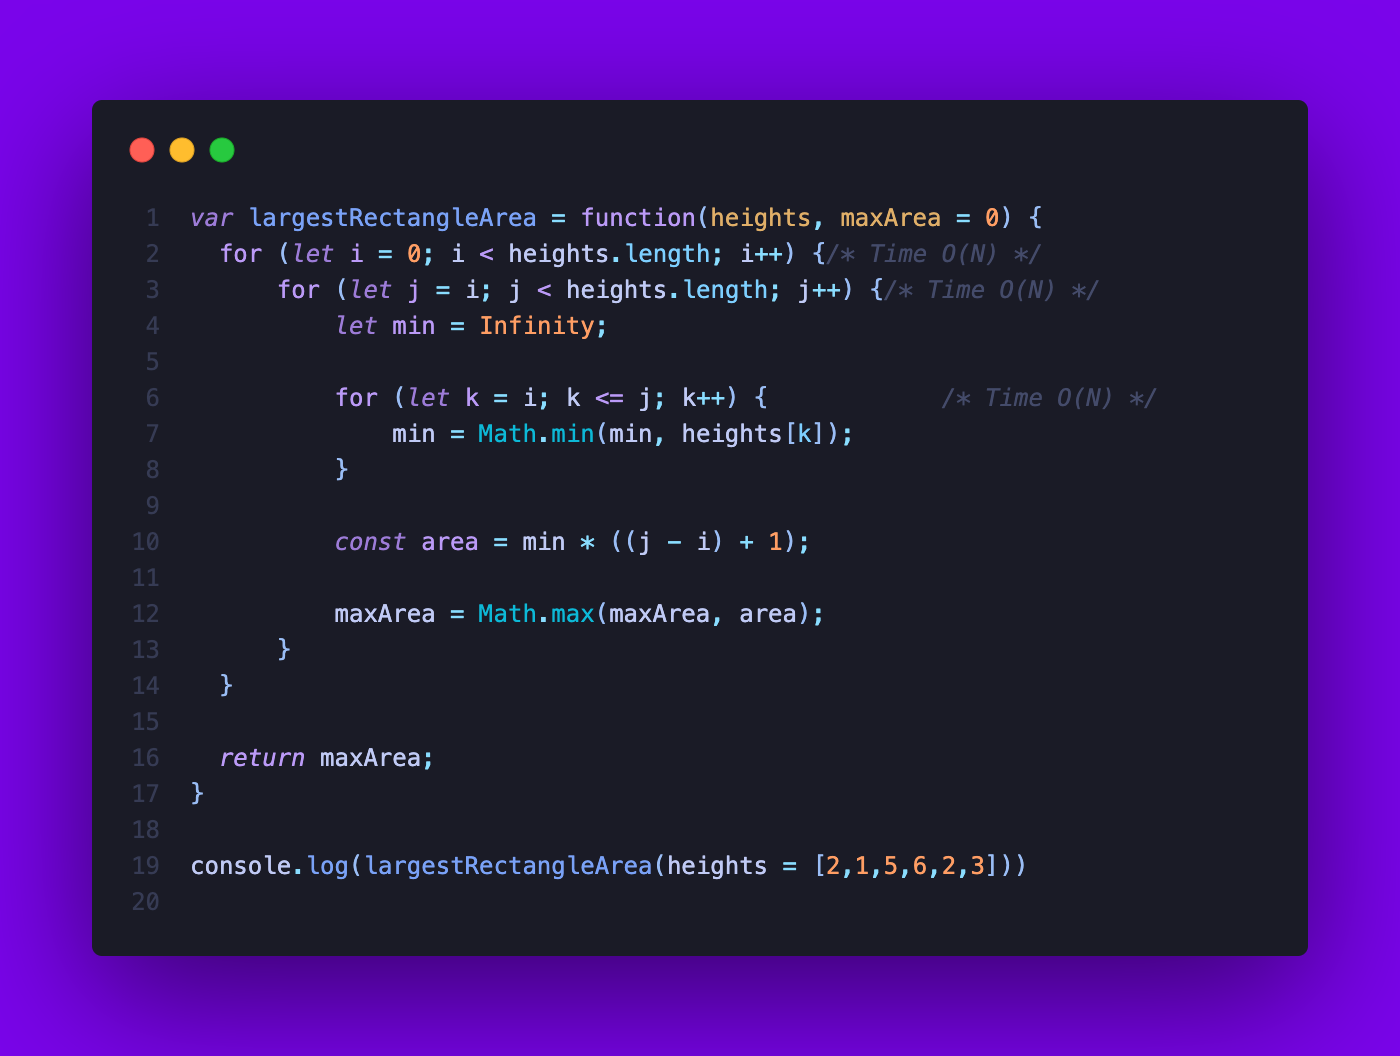 1 var largestRectangleArea = function(heights, maxArea = 0) {
2   for (let i = 0; i < heights.length; i++) {/* Time O(N) */
3       for (let j = i; j < heights.length; j++) {/* Time O(N) */
4           let min = Infinity;
5
6           for (let k = i; k <= j; k++) {            /* Time O(N) */
7               min = Math.min(min, heights[k]);
8           }
9
10           const area = min * ((j - i) + 1);
11
12           maxArea = Math.max(maxArea, area);
13       }
14   }
15
16   return maxArea;
17 }
18
19 console.log(largestRectangleArea(heights = [2,1,5,6,2,3]))
20